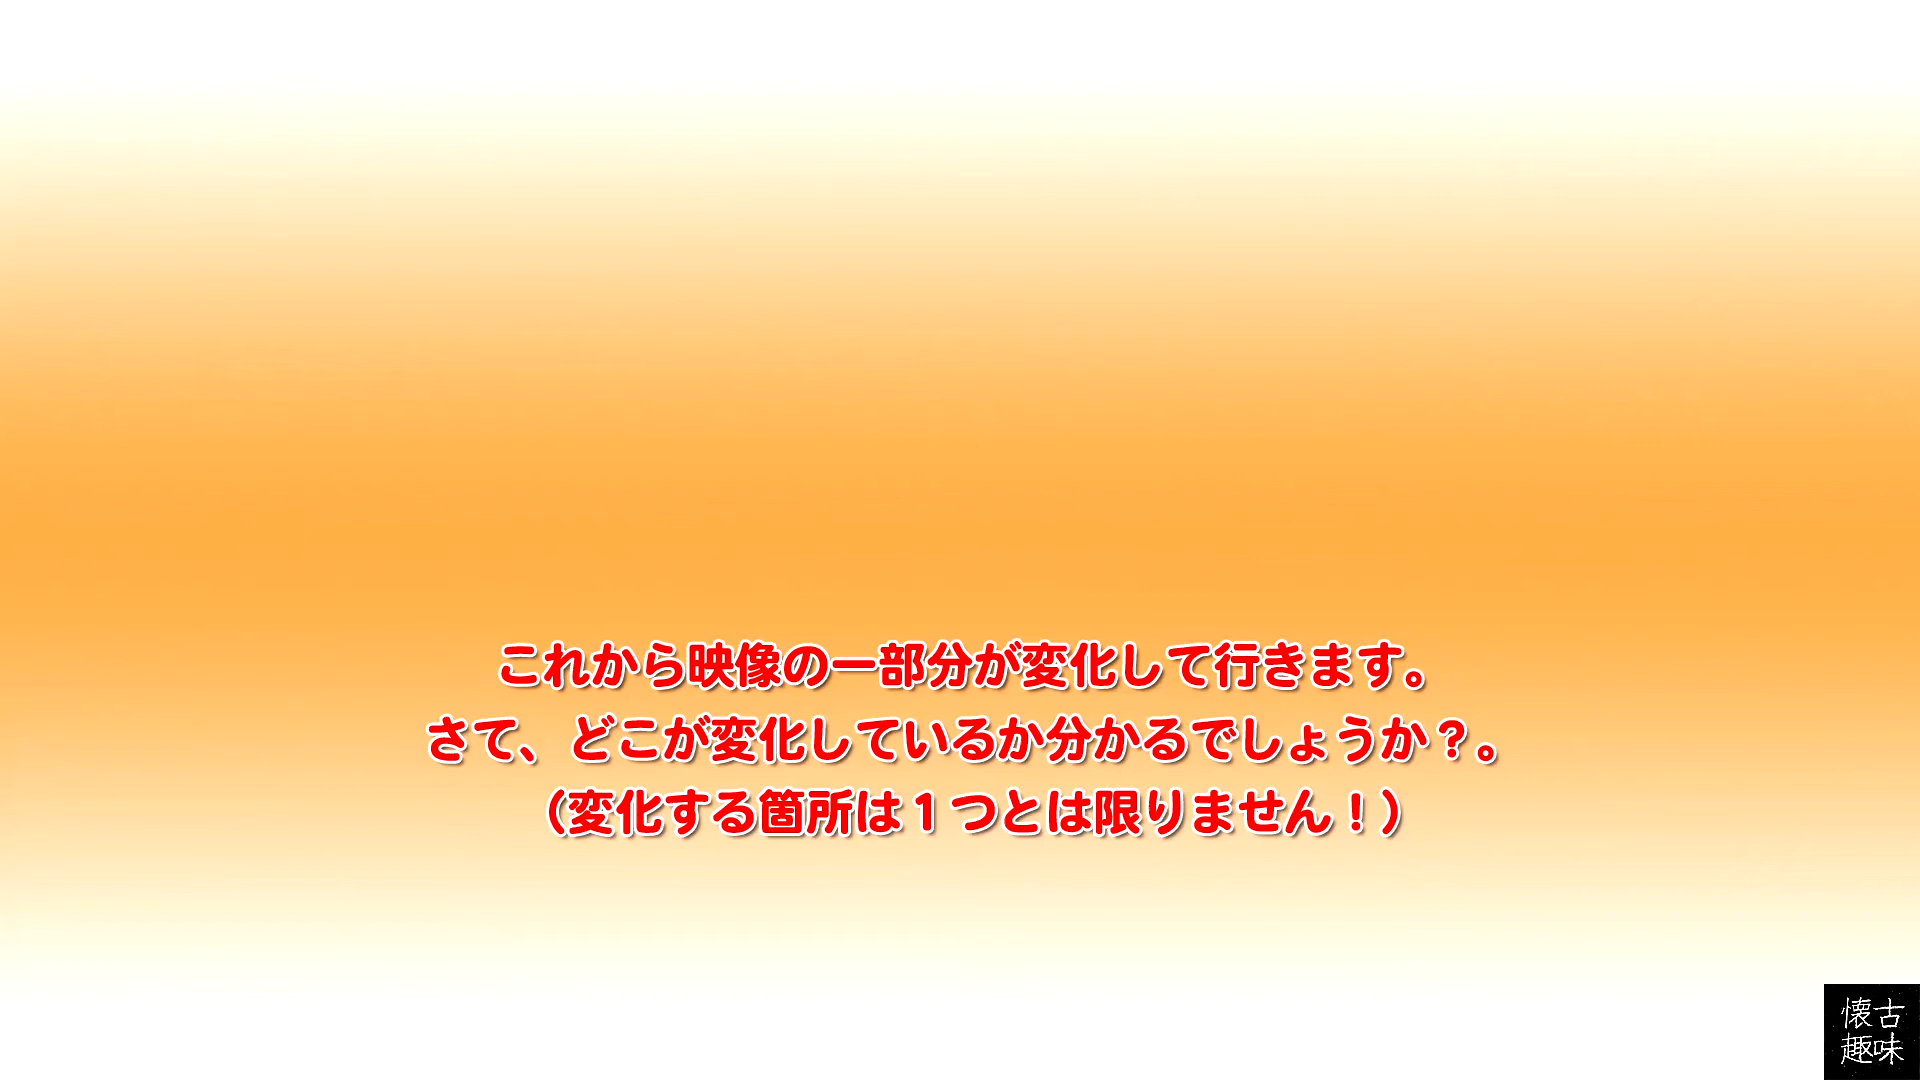 これから映像の一部分が変化して行きます。
さて、どこが変化しているか分かるでしょうか？。
（変化する箇所は１つとは限りません！）
懐古
趣味